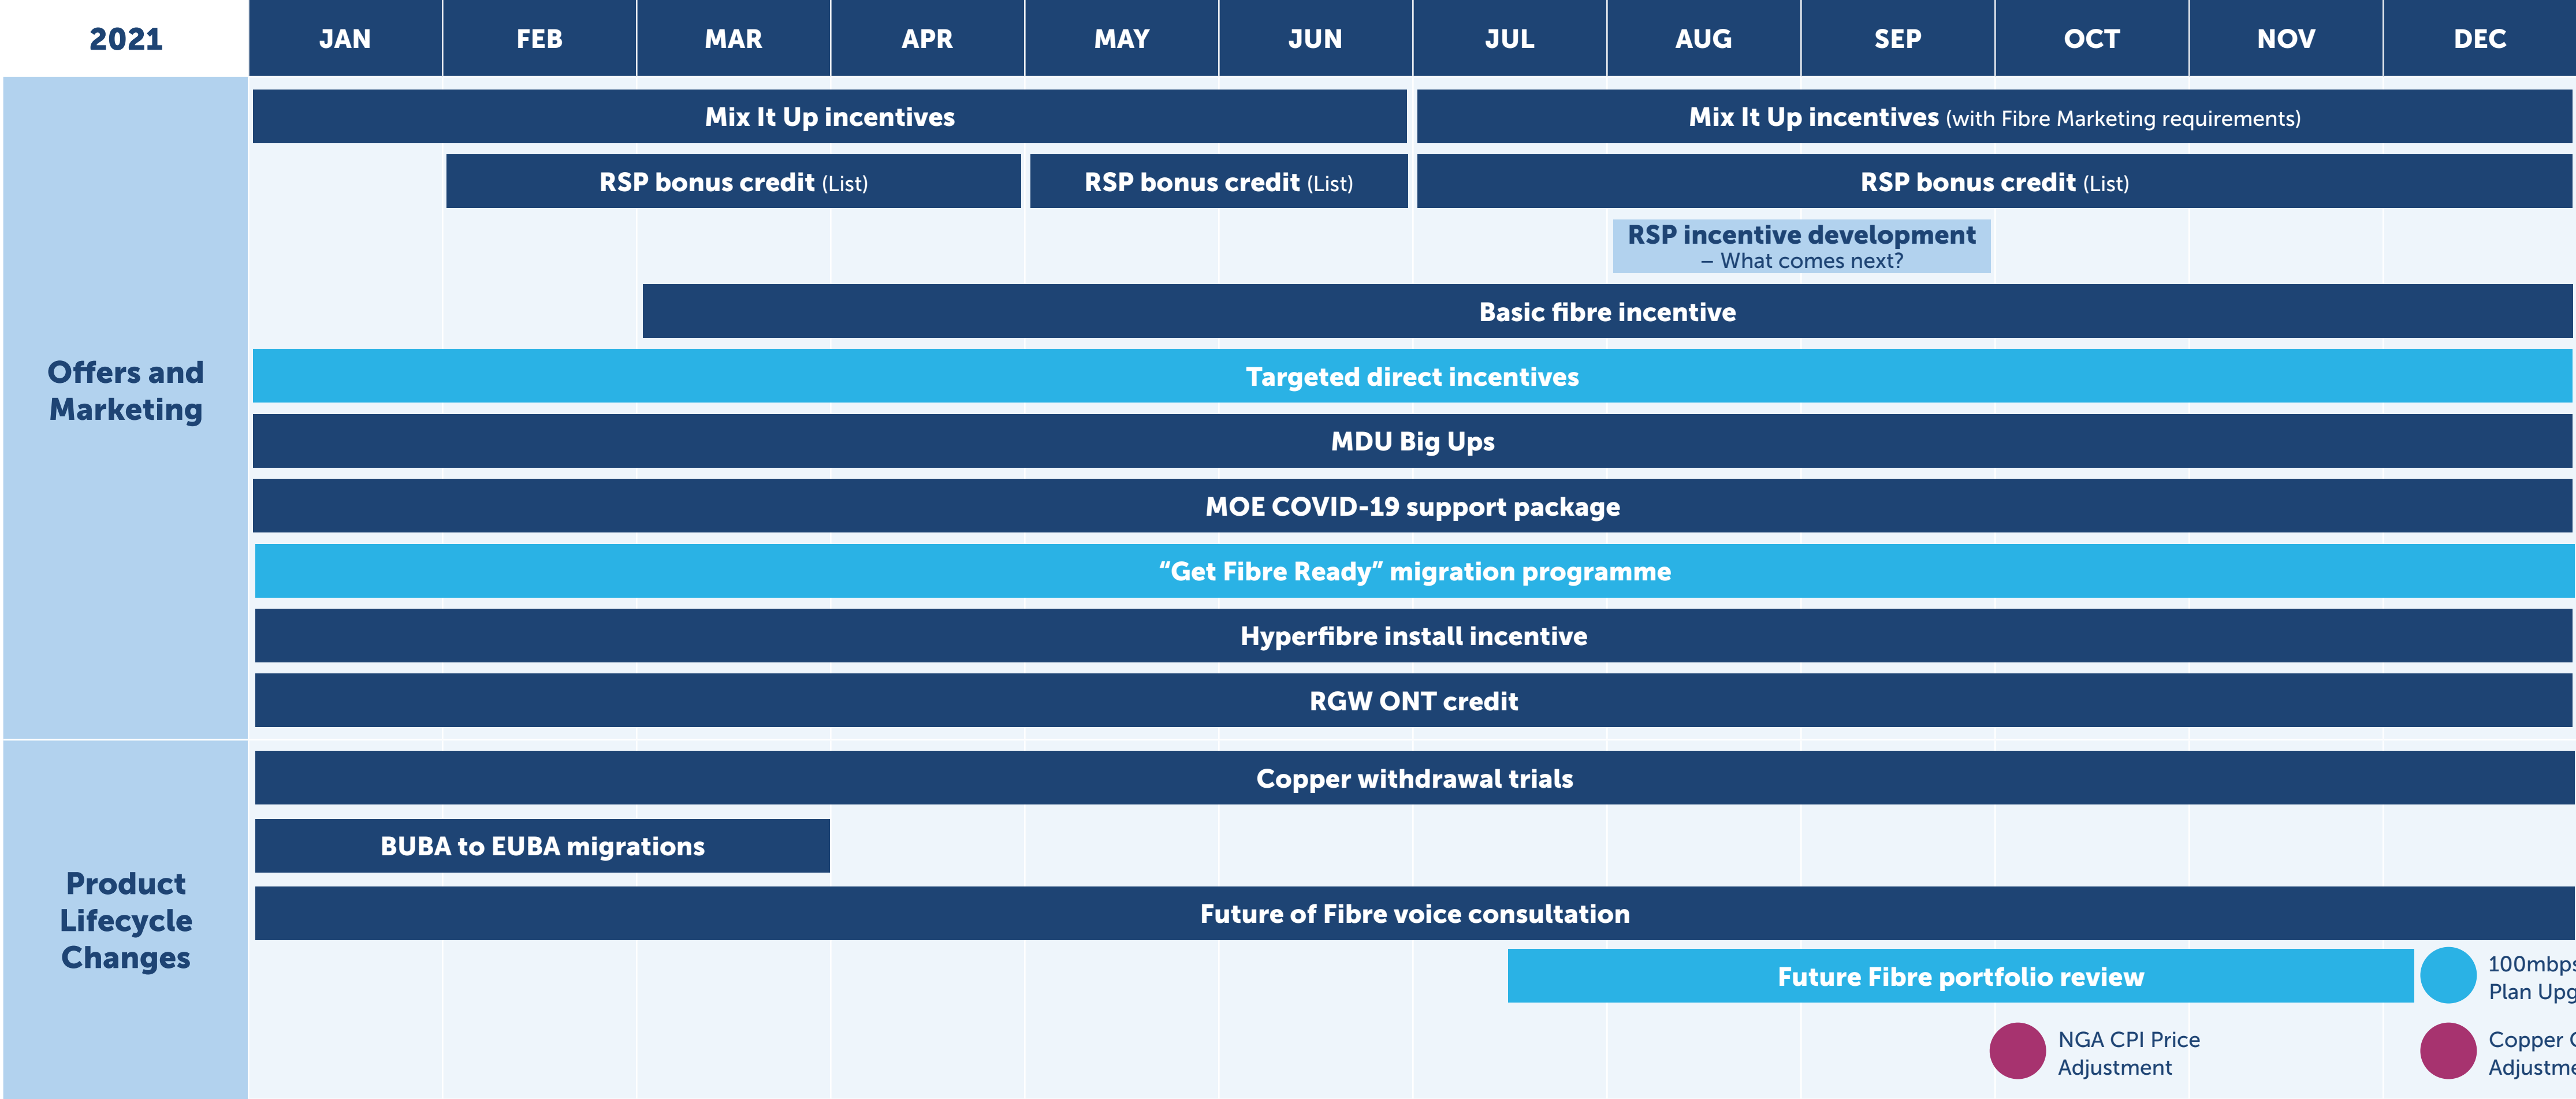 2021 JAN FEB MAR APR MAY JUN JUL AUG SEP OCT NOV DEC
Offers and
Marketing
Mix It Up incentives
Mix It Up incentives (with Fibre Marketing requirements)
RSP bonus credit (List)
RSP bonus credit (List)
RSP bonus credit (List)
RSP incentive development
– What comes next?
Basic fibre incentive
Targeted direct incentives
MDU Big Ups
MOE COVID-19 support package
“Get Fibre Ready” migration programme
Hyperfibre install incentive
RGW ONT credit
Product
Lifecycle
Changes
Copper withdrawal trials
BUBA to EUBA migrations
Future of Fibre voice consultation
Future Fibre portfolio review
100mbps
Plan
NGA CPI Price
Adjustment
Copper